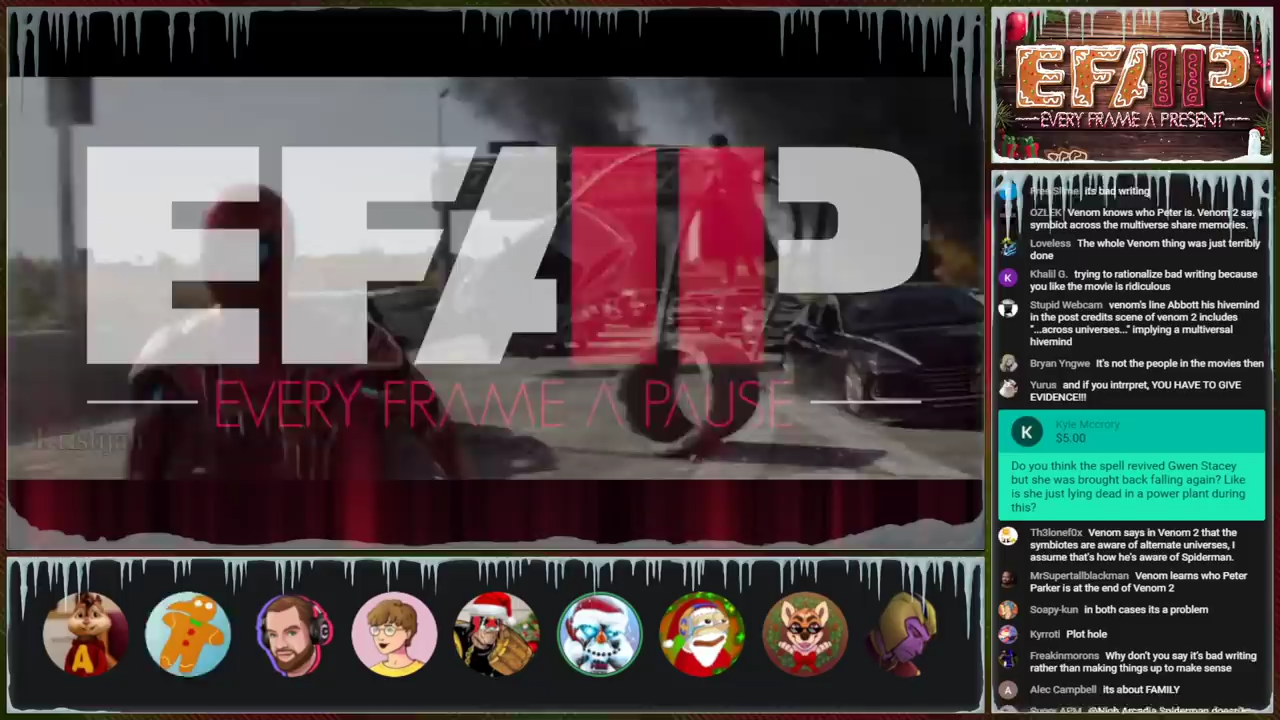 EFAP
EVERY FRAME A PAUSE
EFAP
EVERY FRAME A PRESENT
its bad writing
OZLEK Venom knows who Peter is. Venom 2 says
symbiot across the multiverse share memories.
Loveless The whole Venom thing was just terribly
done
K
Khalil G. trying to rationalize bad writing because
you like the movie is ridiculous
Stupid Webcam venom's line Abbott his hivemind
in the post credits scene of venom 2 includes
"...across universes..." implying a multiversal
hivemind
Bryan Yngwe It's not the people in the movies then
Yurus and if you intrrpret, YOU HAVE TO GIVE
EVIDENCE!!!
K
Kyle Mccrory
$5.00
Do you think the spell revived Gwen Stacey
but she was brought back falling again? Like
is she just lying dead in a power plant during
this?
Th3lonef0x Venom says in Venom 2 that the
symbiotes are aware of alternate universes, I
assume that's how he's aware of Spiderman.
MrSupertallblackman Venom learns who Peter
Parker is at the end of Venom 2
Soapy-kun in both cases its a problem
Kyrroti Plot hole
Freakinmorons Why don't you say it's bad writing
rather than making things up to make sense
A
Alec Campbell its about FAMILY
A